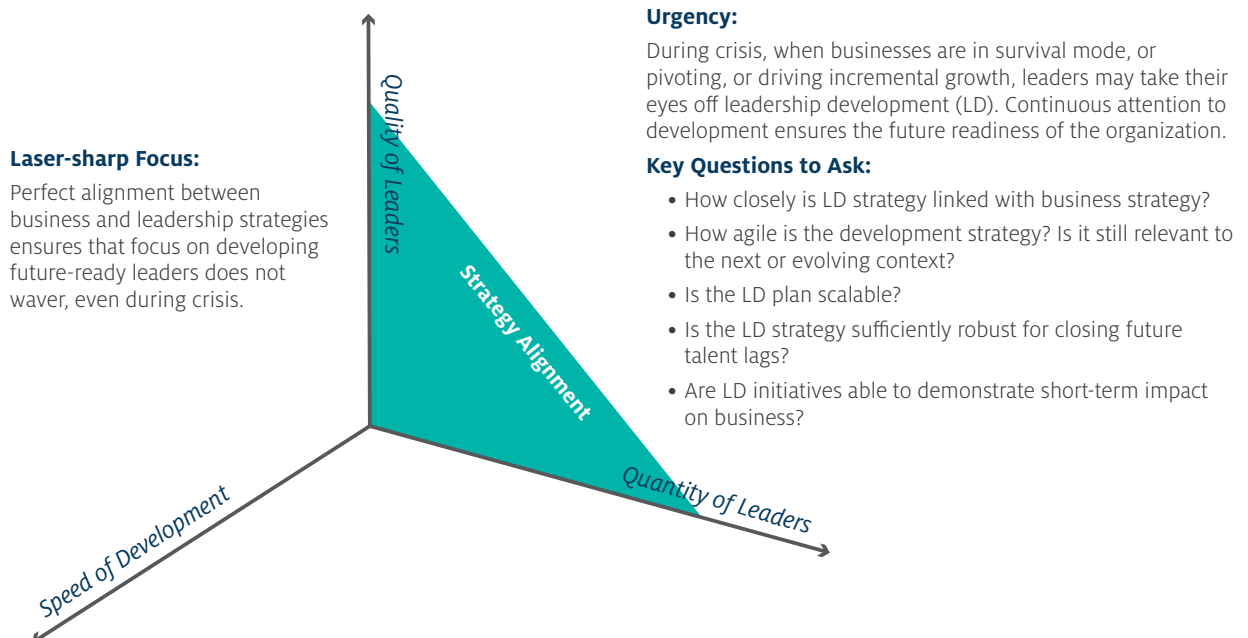 Laser-sharp Focus:
Perfect alignment between
business and leadership strategies
ensures that focus on developing
future-ready leaders does not
waver, even during crisis.
Quality of Leaders
Strategy Alignment
Quantity of Leaders
Speed of Development
Urgency:
During crisis, when businesses are in survival mode, or
pivoting, or driving incremental growth, leaders may take their
eyes off leadership development (LD). Continuous attention to
development ensures the future readiness of the organization.
Key Questions to Ask:
• How closely is LD strategy linked with business strategy?
• How agile is the development strategy? Is it still relevant to
the next or evolving context?
• Is the LD plan scalable?
• Is the LD strategy sufficiently robust for closing future
talent lags?
• Are LD initiatives able to demonstrate short-term impact
on business?